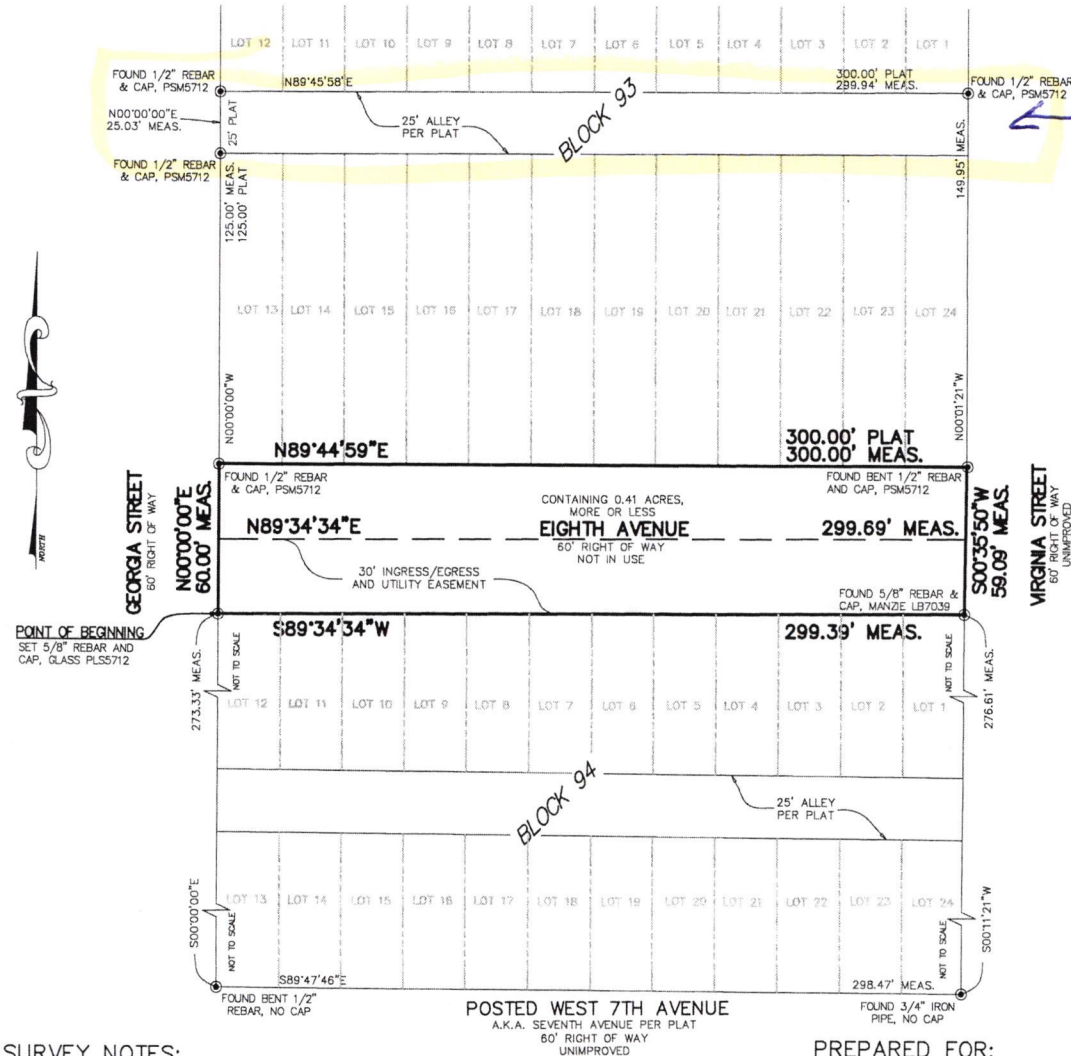 LOT 12 LOT 11 LOT 10 LOT 9 LOT 8 LOT 7 LOT 6 LOT 5 LOT 4 LOT 3 LOT 2 LOT 1
FOUND 1/2" REBAR
& CAP, PSM5712
N89°45'58"E
300.00' PLAT
299.94' MEAS.
FOUND 1/2" REBAR
& CAP, PSM5712
N00°00'00"E
25.03' MEAS.
25' PLAT
25' ALLEY
PER PLAT
BLOCK 93
FOUND 1/2" REBAR
& CAP, PSM5712
125.00' MEAS.
125.00' PLAT
149.95' MEAS.
LOT 13 LOT 14 LOT 15 LOT 16 LOT 17 LOT 18 LOT 19 LOT 20 LOT 21 LOT 22 LOT 23 LOT 24
NORTH
N00°00'00"W
N00°01'21"W
N89°44'59"E
300.00' PLAT
300.00' MEAS.
FOUND 1/2" REBAR
& CAP, PSM5712
FOUND BENT 1/2" REBAR
AND CAP, PSM5712
GEORGIA STREET
60' RIGHT OF WAY
N00°00'00"E
60.00' MEAS.
CONTAINING 0.41 ACRES,
MORE OR LESS
N89°34'34"E
EIGHTH AVENUE
299.69' MEAS.
60' RIGHT OF WAY
NOT IN USE
S00°35'50"W
59.09' MEAS.
VIRGINIA STREET
60' RIGHT OF WAY
UNIMPROVED
30' INGRESS/EGRESS
AND UTILITY EASEMENT
FOUND 5/8" REBAR &
CAP, MANZIE LB7039
POINT OF BEGINNING
SET 5/8" REBAR AND
CAP, GLASS PLS5712
S89°34'34"W
299.39' MEAS.
273.33' MEAS.
NOT TO SCALE
NOT TO SCALE
276.61' MEAS.
LOT 12 LOT 11 LOT 10 LOT 9 LOT 8 LOT 7 LOT 6 LOT 5 LOT 4 LOT 3 LOT 2 LOT 1
BLOCK 94
25' ALLEY
PER PLAT
LOT 13 LOT 14 LOT 15 LOT 16 LOT 17 LOT 18 LOT 19 LOT 20 LOT 21 LOT 22 LOT 23 LOT 24
S00°00'00"E
NOT TO SCALE
NOT TO SCALE
S00°11'21"W
S89°47'46"E
298.47' MEAS.
FOUND BENT 1/2"
REBAR, NO CAP
POSTED WEST 7TH AVENUE
A.K.A. SEVENTH AVENUE PER PLAT
60' RIGHT OF WAY
UNIMPROVED
FOUND 3/4" IRON
PIPE, NO CAP
SURVEY NOTES:
PREPARED FOR: